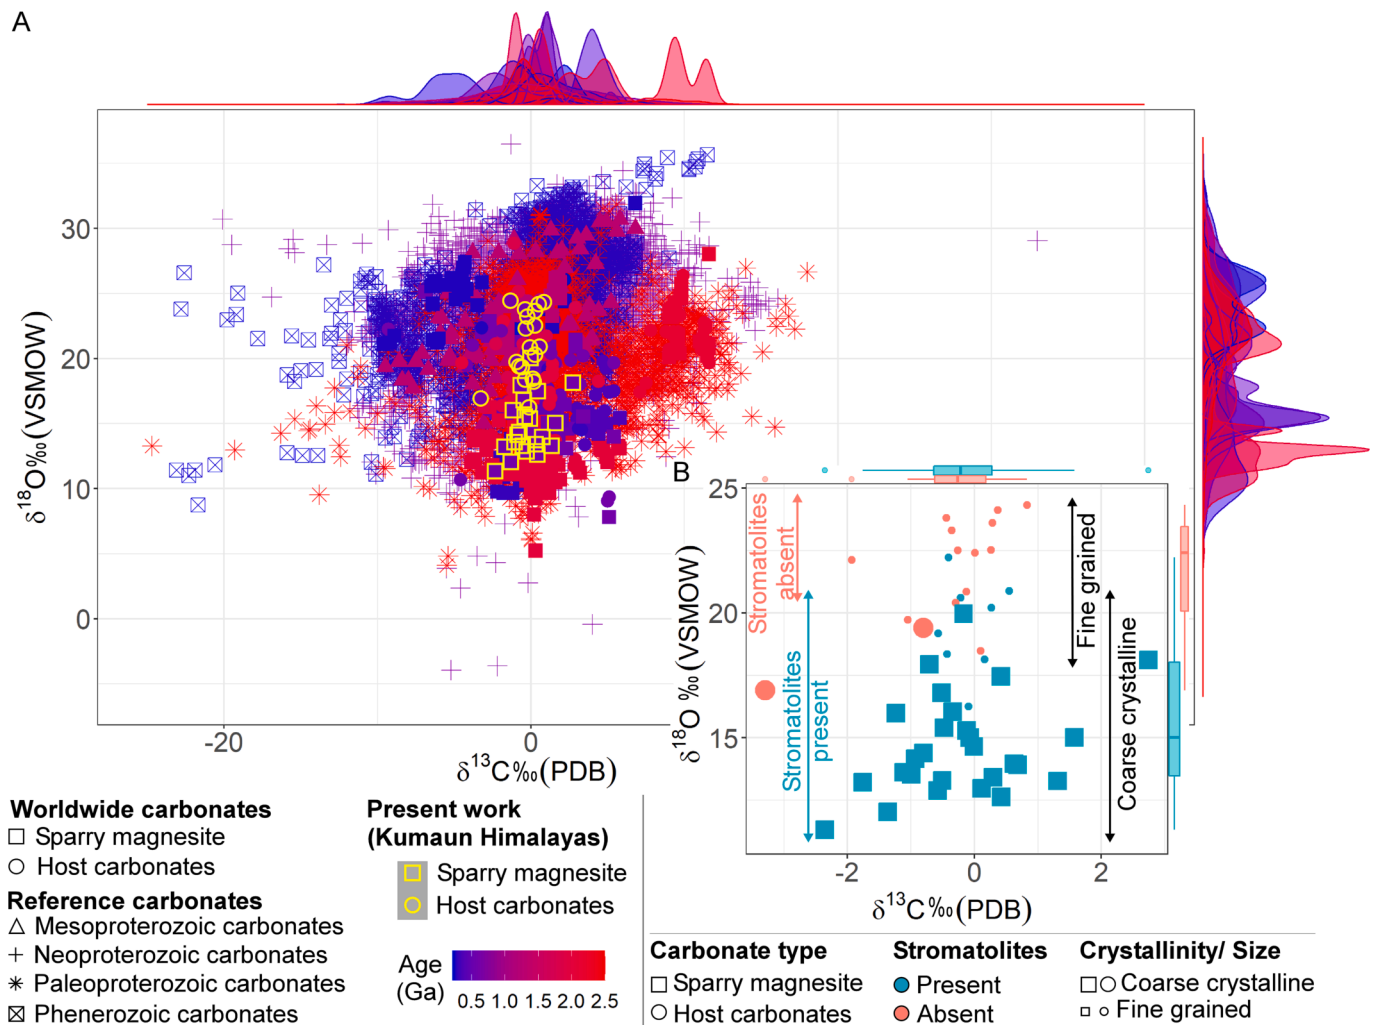 A
30
20
10
0
δ18O‰(VSMOW)
-20
0
δ13C‰(PDB)
B
25
20
15
δ18O ‰(VSMOW)
Stromatolites
absent
Stromatolites
present
Fine grained
Coarse crystalline
-2
0
2
δ13C‰(PDB)
Worldwide carbonates
Sparry magnesite
Host carbonates
Reference carbonates
Mesoproterozoic carbonates
Neoproterozoic carbonates
Paleoproterozoic carbonates
Phenerozoic carbonates
Present work
(Kumaun Himalayas)
Sparry magnesite
Host carbonates
Age
(Ga)
0.5 1.0 1.5 2.0 2.5
Carbonate type
Sparry magnesite
Host carbonates
Stromatolites
Present
Absent
Crystallinity/ Size
Coarse crystalline
Fine grained